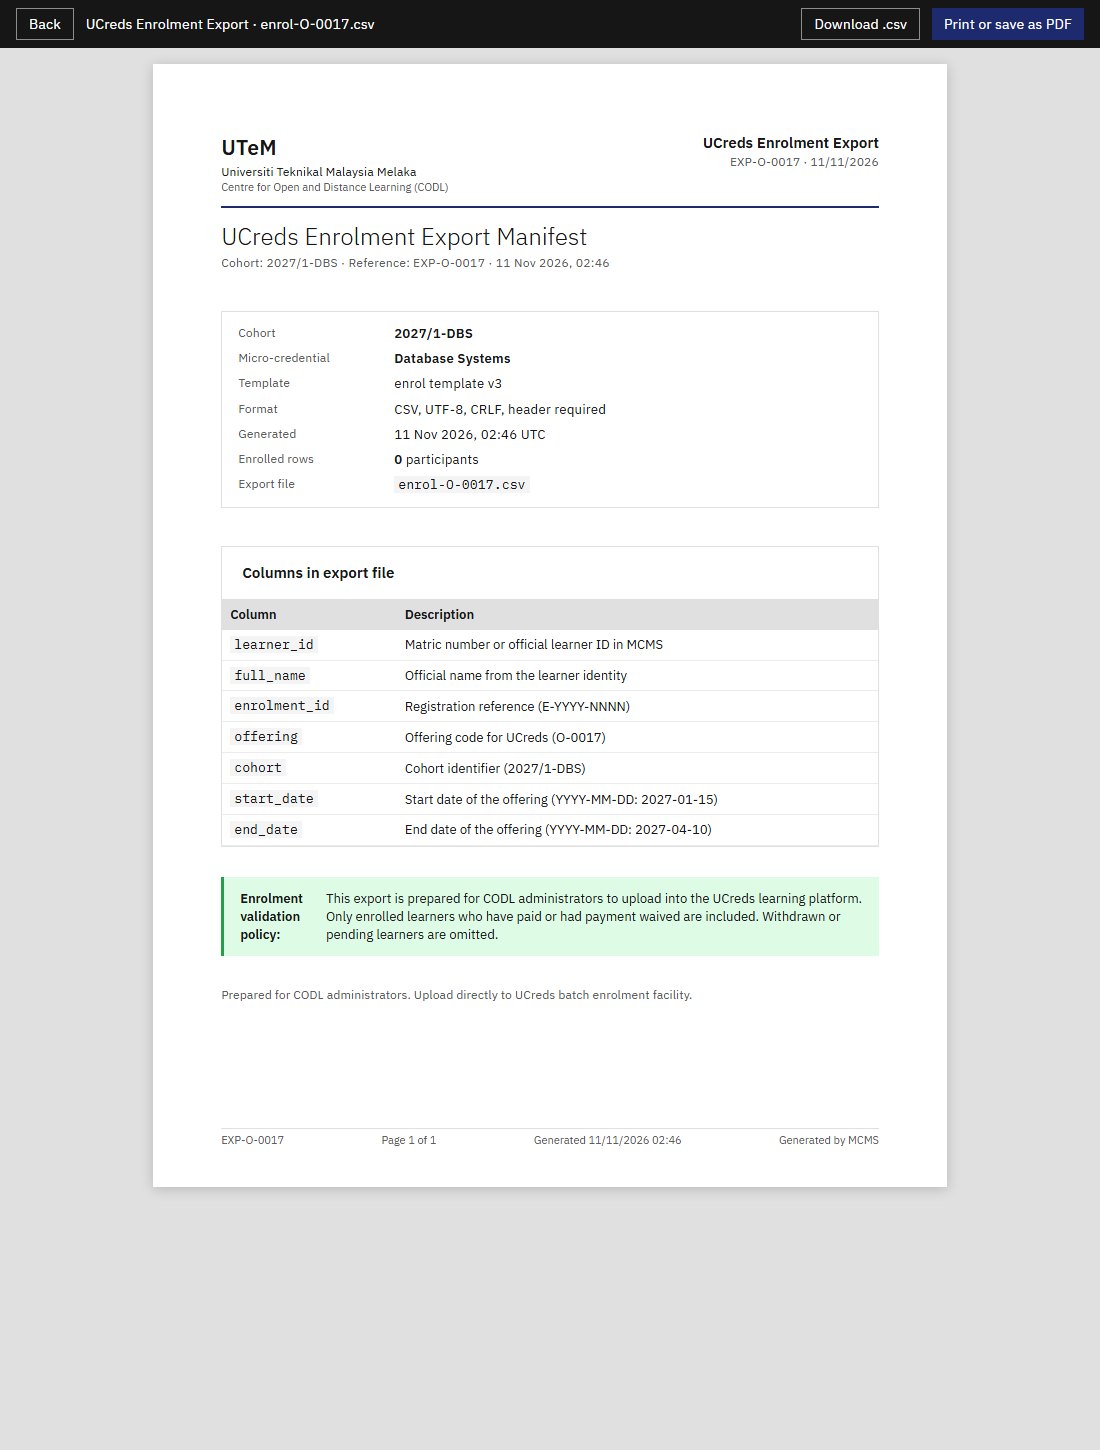 Back
UCreds Enrolment Export · enrol-O-0017.csv
Download .csv
Print or save as PDF
UTeM
Universiti Teknikal Malaysia Melaka
Centre for Open and Distance Learning (CODL)
UCreds Enrolment Export
EXP-O-0017 · 11/11/2026
UCreds Enrolment Export Manifest
Cohort: 2027/1-DBS · Reference: EXP-O-0017 · 11 Nov 2026, 02:46
Cohort 2027/1-DBS
Micro-credential Database Systems
Template enrol template v3
Format CSV, UTF-8, CRLF, header required
Generated 11 Nov 2026, 02:46 UTC
Enrolled rows 0 participants
Export file enrol-O-0017.csv
Columns in export file
Column Description
learner_id Matric number or official learner ID in MCMS
full_name Official name from the learner identity
enrolment_id Registration reference (E-YYYY-NNNN)
offering Offering code for UCreds (O-0017)
cohort Cohort identifier (2027/1-DBS)
start_date Start date of the offering (YYYY-MM-DD: 2027-01-15)
end_date End date of the offering (YYYY-MM-DD: 2027-04-10)
Enrolment validation policy:
This export is prepared for CODL administrators to upload into the UCreds learning platform.
Only enrolled learners who have paid or had payment waived are included. Withdrawn or
pending learners are omitted.
Prepared for CODL administrators. Upload directly to UCreds batch enrolment facility.
EXP-O-0017 Page 1 of 1 Generated 11/11/2026 02:46 Generated by MCMS